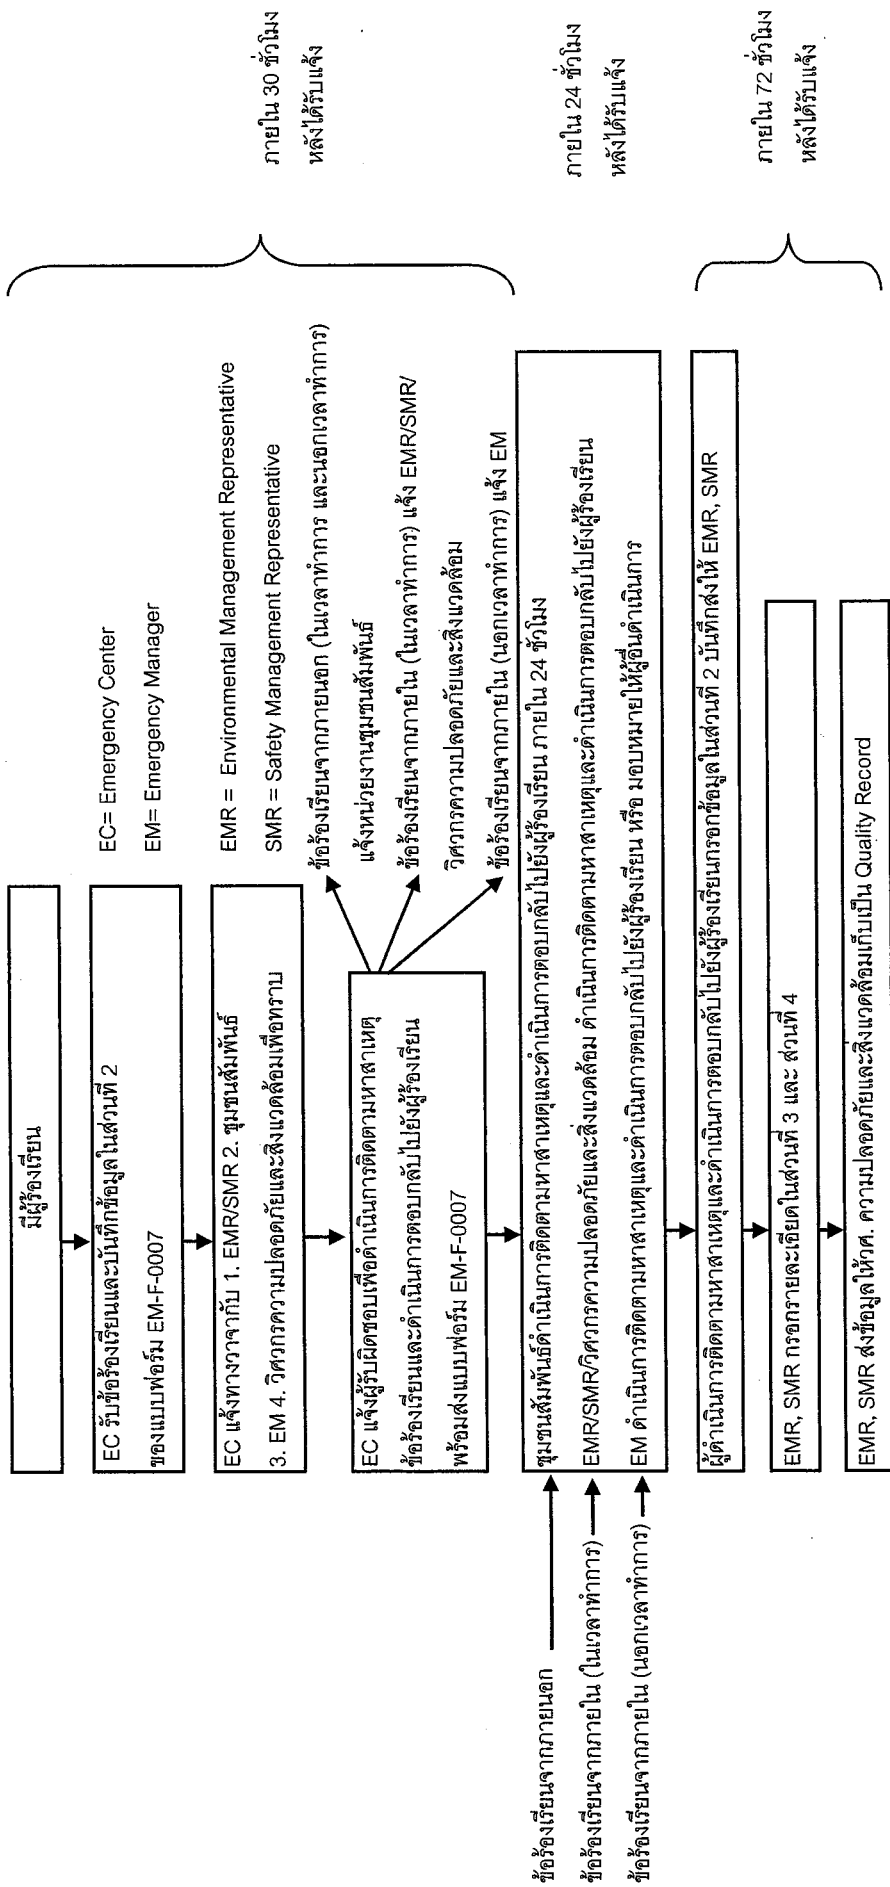 มีผู้ร้องเรียน
EC รับข้อร้องเรียนและบันทึกข้อมูลในส่วนที่ 2
ของแบบฟอร์ม EM-F-0007
EC= Emergency Center
EM= Emergency Manager
EC แจ้งทางวาจากับ 1. EMR/SMR 2. ชุมชนสัมพันธ์
3. EM 4. วิศวกรความปลอดภัยและสิ่งแวดล้อมเพื่อทราบ
EMR = Environmental Management Representative
SMR = Safety Management Representative
EC แจ้งผู้รับผิดชอบเพื่อดำเนินการติดตามหาสาเหตุ
ข้อร้องเรียนและดำเนินการตอบกลับไปยังผู้ร้องเรียน
พร้อมส่งแบบฟอร์ม EM-F-0007
ข้อร้องเรียนจากภายนอก (ในเวลาทำการ และนอกเวลาทำการ)
แจ้งหน่วยงานชุมชนสัมพันธ์
ข้อร้องเรียนจากภายใน (ในเวลาทำการ) แจ้ง EMR/SMR/
วิศวกรความปลอดภัยและสิ่งแวดล้อม
ข้อร้องเรียนจากภายใน (นอกเวลาทำการ) แจ้ง EM
ภายใน 30 ชั่วโมง
หลังได้รับแจ้ง
ข้อร้องเรียนจากภายนอก
ข้อร้องเรียนจากภายใน (ในเวลาทำการ)
ข้อร้องเรียนจากภายใน (นอกเวลาทำการ)
ชุมชนสัมพันธ์ดำเนินการติดตามหาสาเหตุและดำเนินการตอบกลับไปยังผู้ร้องเรียน ภายใน 24 ชั่วโมง
EMR/SMR/วิศวกรความปลอดภัยและสิ่งแวดล้อม ดำเนินการติดตามหาสาเหตุและดำเนินการตอบกลับไปยังผู้ร้องเรียน
EM ดำเนินการติดตามหาสาเหตุและดำเนินการตอบกลับไปยังผู้ร้องเรียน หรือ มอบหมายให้ผู้อื่นดำเนินการ
ภายใน 24 ชั่วโมง
หลังได้รับแจ้ง
ผู้ดำเนินการติดตามหาสาเหตุและดำเนินการตอบกลับไปยังผู้ร้องเรียนกรอกข้อมูลในส่วนที่ 2 บันทึกส่งให้ EMR, SMR
EMR, SMR กรอกรายละเอียดในส่วนที่ 3 และ ส่วนที่ 4
EMR, SMR ส่งข้อมูลให้วศ. ความปลอดภัยและสิ่งแวดล้อมเก็บเป็น Quality Record
ภายใน 72 ชั่วโมง
หลังได้รับแจ้ง